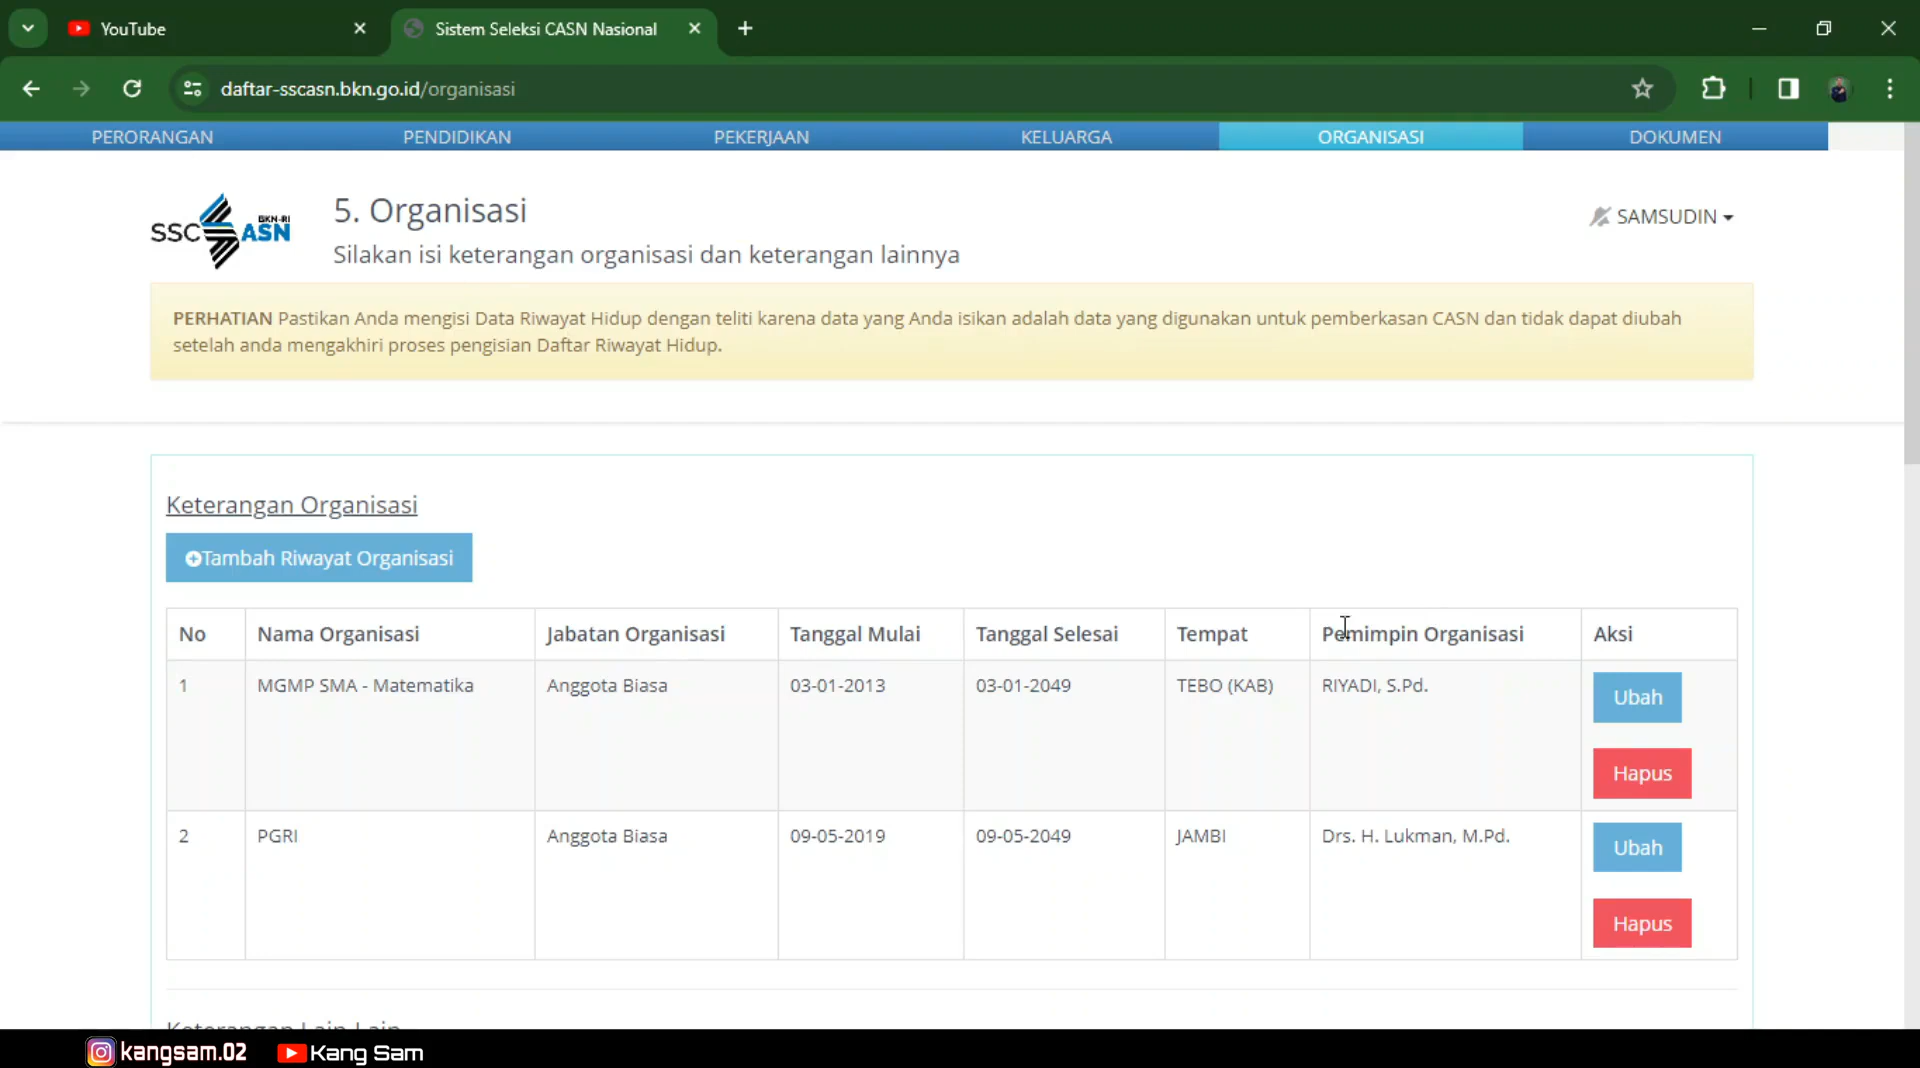 YouTube
Sistem Seleksi CASN Nasional
daftar-sscasn.bkn.go.id/organisasi
PERORANGAN PENDIDIKAN PEKERJAAN KELUARGA ORGANISASI DOKUMEN
SSC ASN BKN-RI
5. Organisasi
SAMSUDIN
Silakan isi keterangan organisasi dan keterangan lainnya
PERHATIAN Pastikan Anda mengisi Data Riwayat Hidup dengan teliti karena data yang Anda isikan adalah data yang digunakan untuk pemberkasan CASN dan tidak dapat diubah
setelah anda mengakhiri proses pengisian Daftar Riwayat Hidup.
Keterangan Organisasi
Tambah Riwayat Organisasi
No Nama Organisasi Jabatan Organisasi Tanggal Mulai Tanggal Selesai Tempat Pemimpin Organisasi Aksi
1 MGMP SMA - Matematika Anggota Biasa 03-01-2013 03-01-2049 TEBO (KAB) RIYADI, S.Pd. Ubah
Hapus
2 PGRI Anggota Biasa 09-05-2019 09-05-2049 JAMBI Drs. H. Lukman, M.Pd. Ubah
Hapus
Keterangan Lain-Lain
kangsam.02 Kang Sam